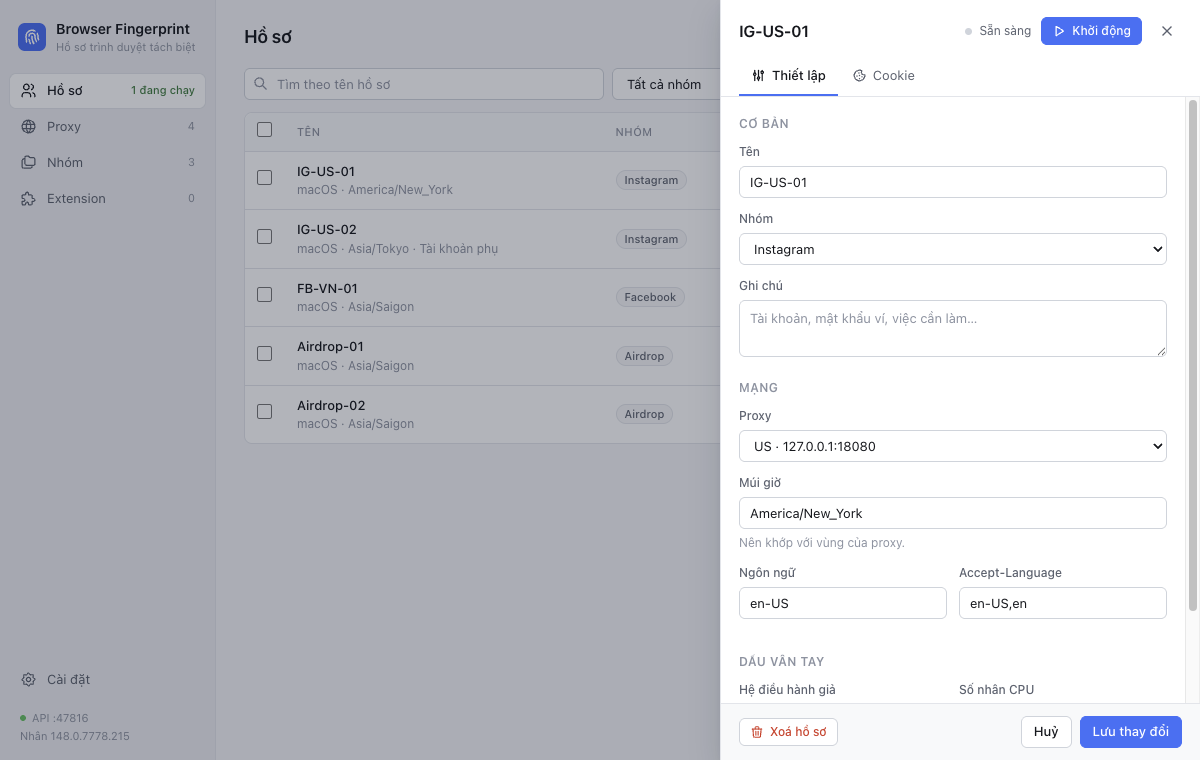 Browser Fingerprint
Hồ sơ trình duyệt tách biệt
Hồ sơ 1 đang chạy
Proxy 4
Nhóm 3
Extension 0
Cài đặt
API :47816
Nhân 148.0.7778.215
Hồ sơ
Tìm theo tên hồ sơ
Tất cả nhóm
TÊN NHÓM
IG-US-01
macOS · America/New_York
Instagram
IG-US-02
macOS · Asia/Tokyo · Tài khoản phụ
Instagram
FB-VN-01
macOS · Asia/Saigon
Facebook
Airdrop-01
macOS · Asia/Saigon
Airdrop
Airdrop-02
macOS · Asia/Saigon
Airdrop
IG-US-01
Sẵn sàng
Khởi động
Thiết lập
Cookie
CƠ BẢN
Tên
IG-US-01
Nhóm
Instagram
Ghi chú
Tài khoản, mật khẩu ví, việc cần làm...
MẠNG
Proxy
US · 127.0.0.1:18080
Múi giờ
America/New_York
Nên khớp với vùng của proxy.
Ngôn ngữ Accept-Language
en-US en-US,en
DẤU VÂN TAY
Hệ điều hành giả Số nhân CPU
Xoá hồ sơ
Huỷ
Lưu thay đổi